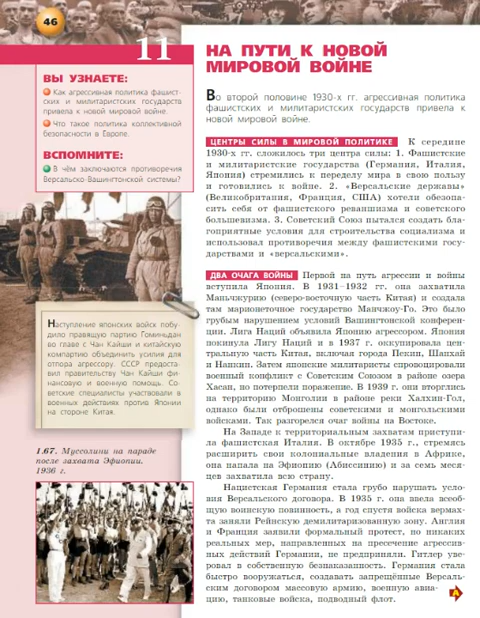 46
11
ВЫ УЗНАЕТЕ:
Как агрессивная политика фашист-
ских и милитаристских государств
привела к новой мировой войне.
Что такое политика коллективной
безопасности в Европе.
ВСПОМНИТЕ:
В чём заключаются противоречия
Версальско-Вашингтонской системы?
Наступление японских войск побу-
дило правящую партию Гоминьдан
во главе с Чан Кайши и китайскую
компартию объединить усилия для
отпора агрессору. СССР предоста-
вил правительству Чан Кайши фи-
нансовую и военную помощь. Со-
ветские специалисты участвовали в
военных действиях против Японии
на стороне Китая.
1.67. Муссолини на параде
после захвата Эфиопии.
1936 г.
НА ПУТИ К НОВОЙ
МИРОВОЙ ВОЙНЕ
Во второй половине 1930-х гг. агрессивная политика
фашистских и милитаристских государств привела к
новой мировой войне.
ЦЕНТРЫ СИЛЫ В МИРОВОЙ ПОЛИТИКЕ К середине
1930-х гг. сложилось три центра силы: 1. Фашистские
и милитаристские государства (Германия, Италия,
Япония) стремились к переделу мира в свою пользу
и готовились к войне. 2. «Версальские державы»
(Великобритания, Франция, США) хотели обезопа-
сить себя от фашистского реваншизма и советского
большевизма. 3. Советский Союз пытался создать бла-
гоприятные условия для строительства социализма и
использовал противоречия между фашистскими госу-
дарствами и «версальскими».
ДВА ОЧАГА ВОЙНЫ Первой на путь агрессии и войны
вступила Япония. В 1931–1932 гг. она захватила
Маньчжурию (северо-восточную часть Китая) и создала
там марионеточное государство Манчжоу-Го. Это было
грубым нарушением условий Вашингтонской конферен-
ции. Лига Наций объявила Японию агрессором. Япония
покинула Лигу Наций и в 1937 г. оккупировала цен-
тральную часть Китая, включая города Пекин, Шанхай
и Нанкин. Затем японские милитаристы спровоцировали
военный конфликт с Советским Союзом в районе озера
Хасан, но потерпели поражение. В 1939 г. они вторглись
на территорию Монголии в районе реки Халхин-Гол,
однако были отброшены советскими и монгольскими
войсками. Так разгорелся очаг войны на Востоке.
На Западе к территориальным захватам приступи-
ла фашистская Италия. В октябре 1935 г., стремясь
расширить свои колониальные владения в Африке,
она напала на Эфиопию (Абиссинию) и за семь меся-
цев захватила всю страну.
Нацистская Германия стала грубо нарушать усло-
вия Версальского договора. В 1935 г. она ввела всеоб-
щую воинскую повинность, а год спустя войска вермах-
та заняли Рейнскую демилитаризованную зону. Англия
и Франция заявили формальный протест, но никаких
реальных мер, направленных на пресечение агрессив-
ных действий Германии, не предприняли. Гитлер уве-
ровал в собственную безнаказанность. Германия стала
быстро вооружаться, создавать запрещённые Версаль-
ским договором массовую армию, военную авиа-
цию, танковые войска, подводный флот.
А